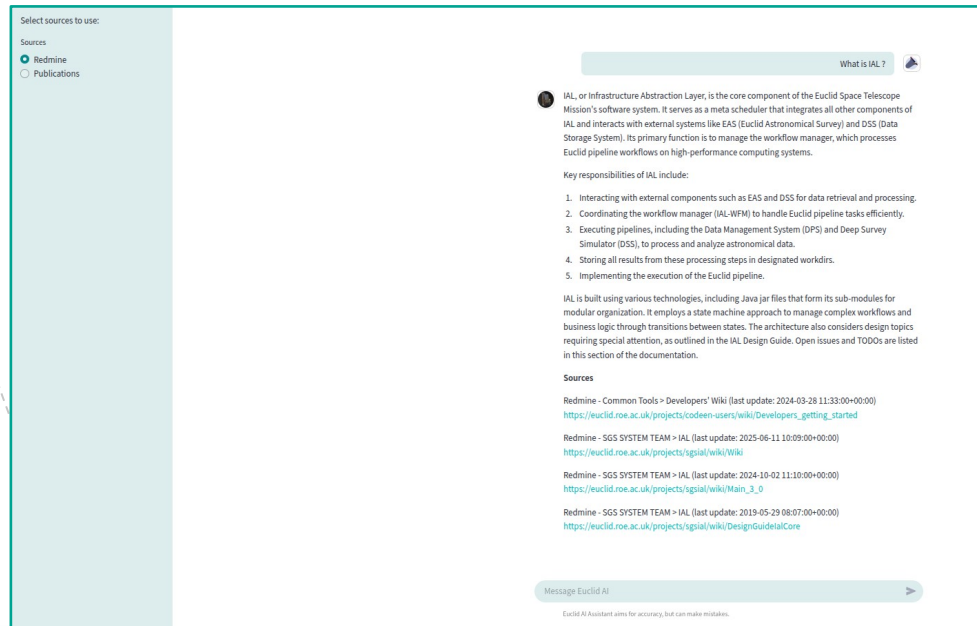 Select sources to use:
Sources
Redmine
Publications
What is IAL ?
IAL, or Infrastructure Abstraction Layer, is the core component of the Euclid Space Telescope
Mission's software system. It serves as a meta scheduler that integrates all other components of
IAL and interacts with external systems like EAS (Euclid Astronomical Survey) and DSS (Data
Storage System). Its primary function is to manage the workflow manager, which processes
Euclid pipeline workflows on high-performance computing systems.
Key responsibilities of IAL include:
1. Interacting with external components such as EAS and DSS for data retrieval and processing.
2. Coordinating the workflow manager (IAL-WFM) to handle Euclid pipeline tasks efficiently.
3. Executing pipelines, including the Data Management System (DPS) and Deep Survey
Simulator (DSS), to process and analyze astronomical data.
4. Storing all results from these processing steps in designated workdirs.
5. Implementing the execution of the Euclid pipeline.
IAL is built using various technologies, including Java jar files that form its sub-modules for
modular organization. It employs a state machine approach to manage complex workflows and
business logic through transitions between states. The architecture also considers design topics
requiring special attention, as outlined in the IAL Design Guide. Open issues and TODOs are listed
in this section of the documentation.
Sources
Redmine - Common Tools > Developers' Wiki (last update: 2024-03-28 11:33:00+00:00)
https://euclid.roe.ac.uk/projects/codeen-users/wiki/Developers_getting_started
Redmine - SGS SYSTEM TEAM > IAL (last update: 2025-06-11 10:09:00+00:00)
https://euclid.roe.ac.uk/projects/sgsial/wiki/Wiki
Redmine - SGS SYSTEM TEAM > IAL (last update: 2024-10-02 11:10:00+00:00)
https://euclid.roe.ac.uk/projects/sgsial/wiki/Main_3_0
Redmine - SGS SYSTEM TEAM > IAL (last update: 2019-05-29 08:07:00+00:00)
https://euclid.roe.ac.uk/projects/sgsial/wiki/DesignGuideIalCore
Message Euclid AI
Euclid AI Assistant aims for accuracy, but can make mistakes.